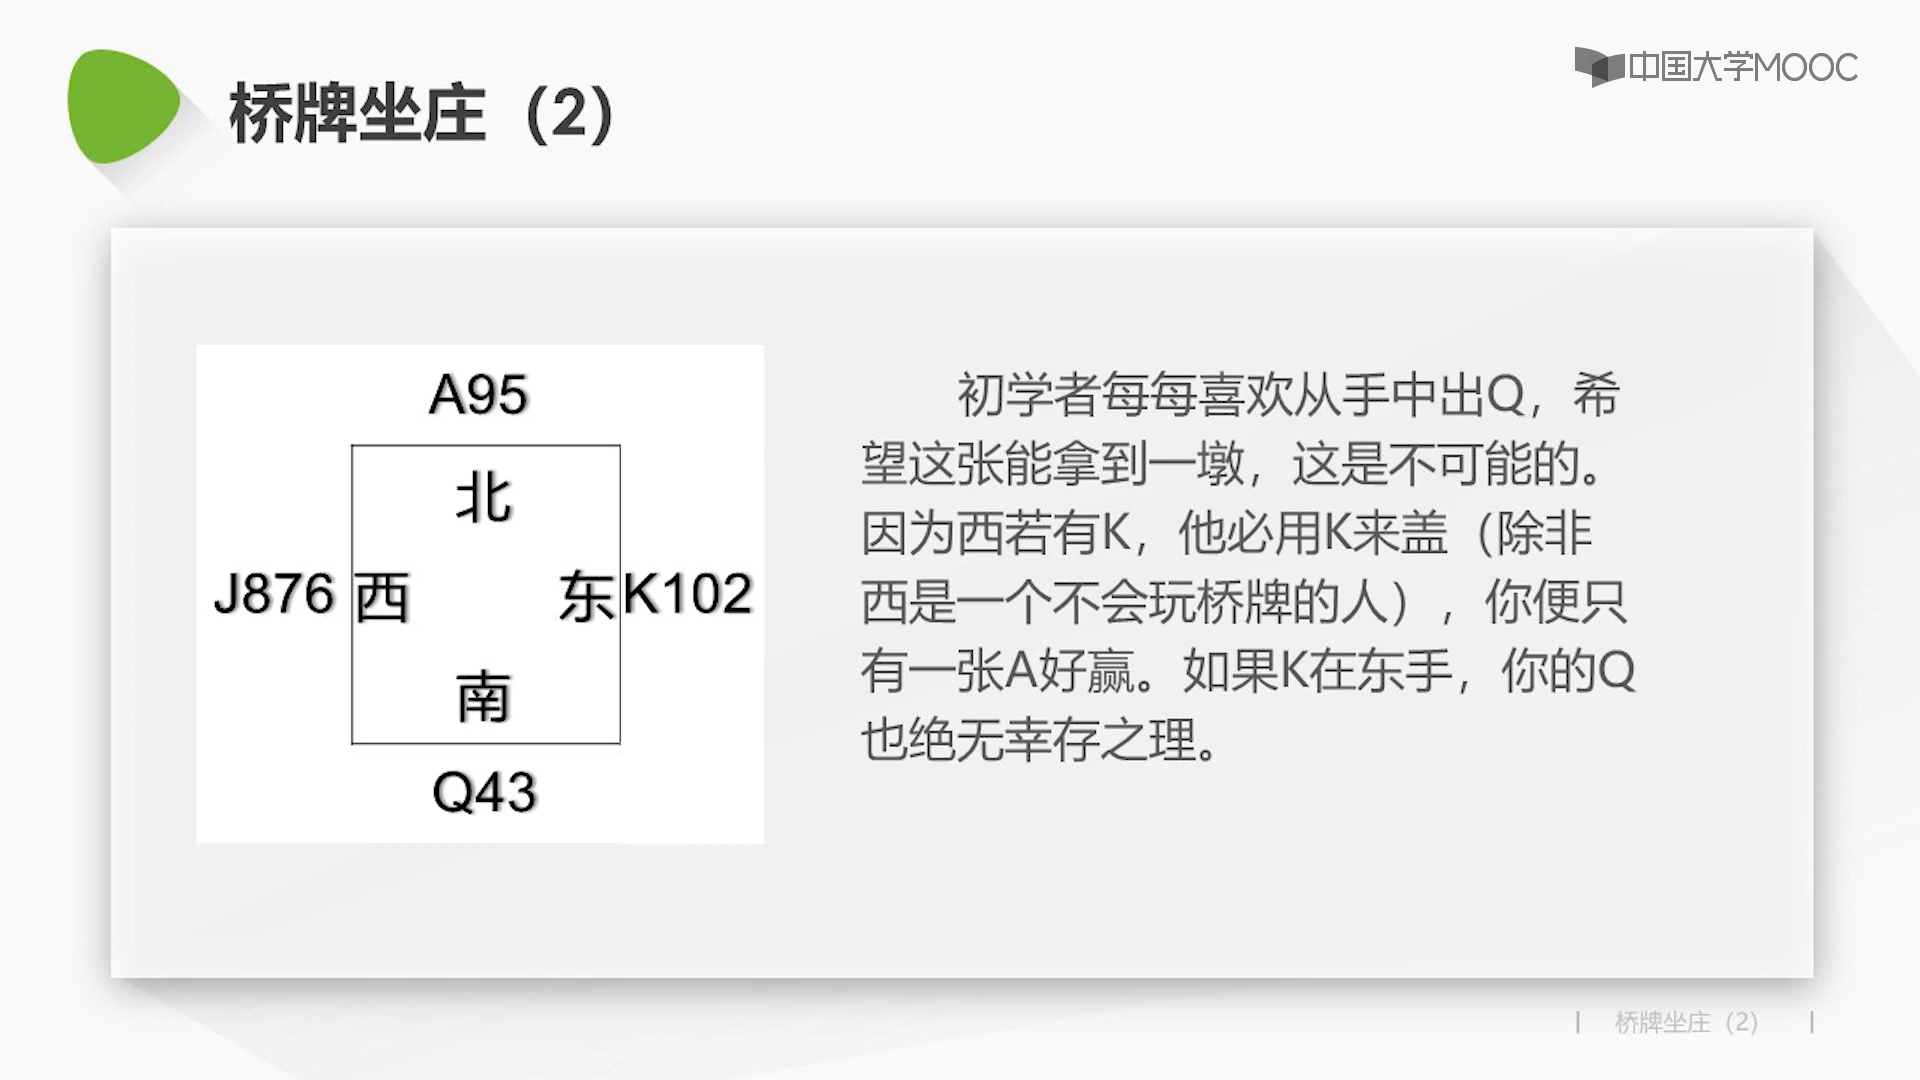 桥牌坐庄（2）
中国大学MOOC
A95
北
J876 西 东 K102
南
Q43
初学者每每喜欢从手中出Q，希
望这张能拿到一墩，这是不可能的。
因为西若有K，他必用K来盖（除非
西是一个不会玩桥牌的人），你便只
有一张A好赢。如果K在东手，你的Q
也绝无幸存之理。
桥牌坐庄（2）